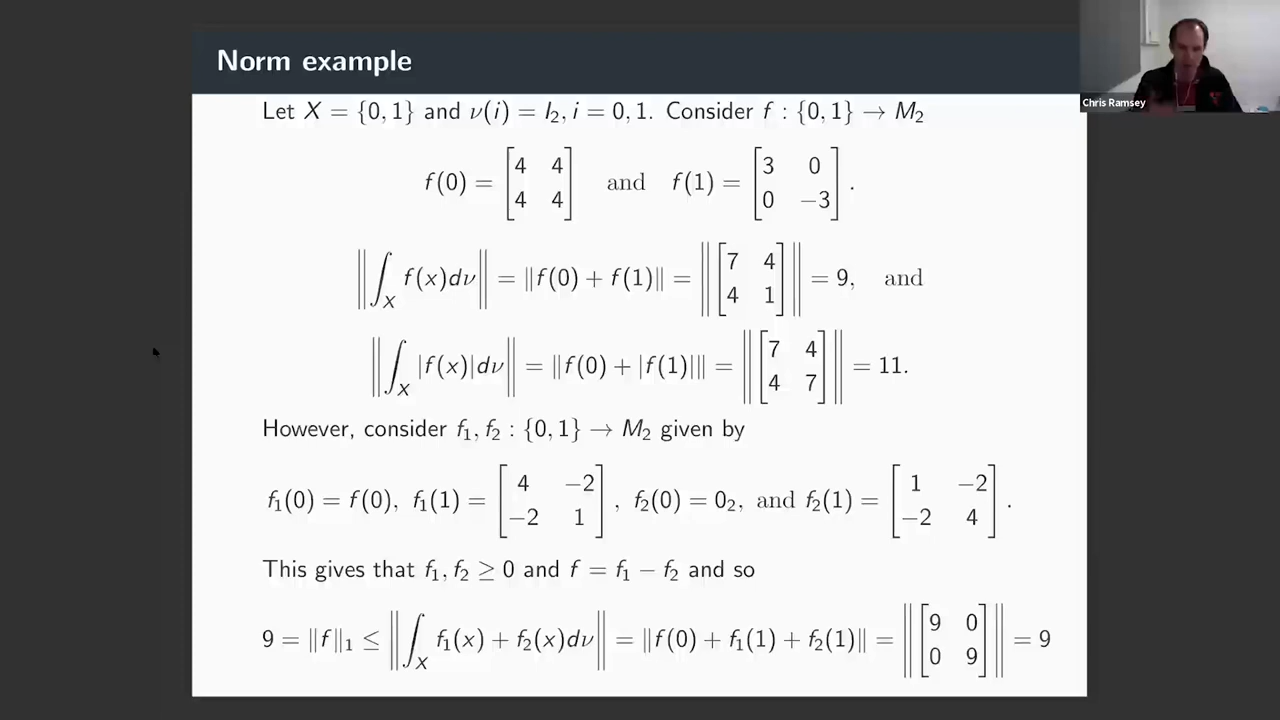 Norm example
Chris Ramsey
Let X = {0, 1} and ν(i) = I₂, i = 0, 1. Consider f : {0, 1} → M₂
f(0) = [4 4; 4 4] and f(1) = [3 0; 0 −3].
‖∫_X f(x)dν‖ = ‖f(0) + f(1)‖ = ‖[7 4; 4 1]‖ = 9, and
‖∫_X |f(x)|dν‖ = ‖f(0) + |f(1)|‖ = ‖[7 4; 4 7]‖ = 11.
However, consider f₁, f₂ : {0, 1} → M₂ given by
f₁(0) = f(0), f₁(1) = [4 −2; −2 1], f₂(0) = 0₂, and f₂(1) = [1 −2; −2 4].
This gives that f₁, f₂ ≥ 0 and f = f₁ − f₂ and so
9 = ‖f‖₁ ≤ ‖∫_X f₁(x) + f₂(x)dν‖ = ‖f(0) + f₁(1) + f₂(1)‖ = ‖[9 0; 0 9]‖ = 9